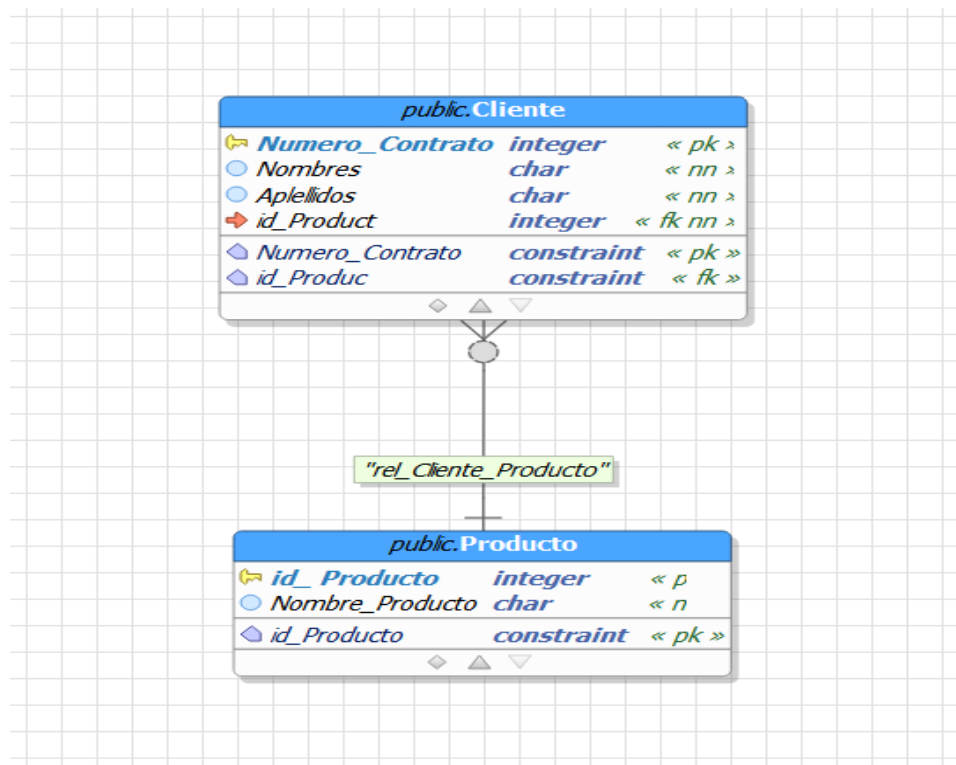 public.Cliente
Numero_Contrato integer « pk »
Nombres char « nn »
Aplellidos char « nn »
id_Product integer « fk nn »
Numero_Contrato constraint « pk »
id_Produc constraint « fk »
"rel_Cliente_Producto"
public.Producto
id_ Producto integer « p
Nombre_Producto char « n
id_Producto constraint « pk »